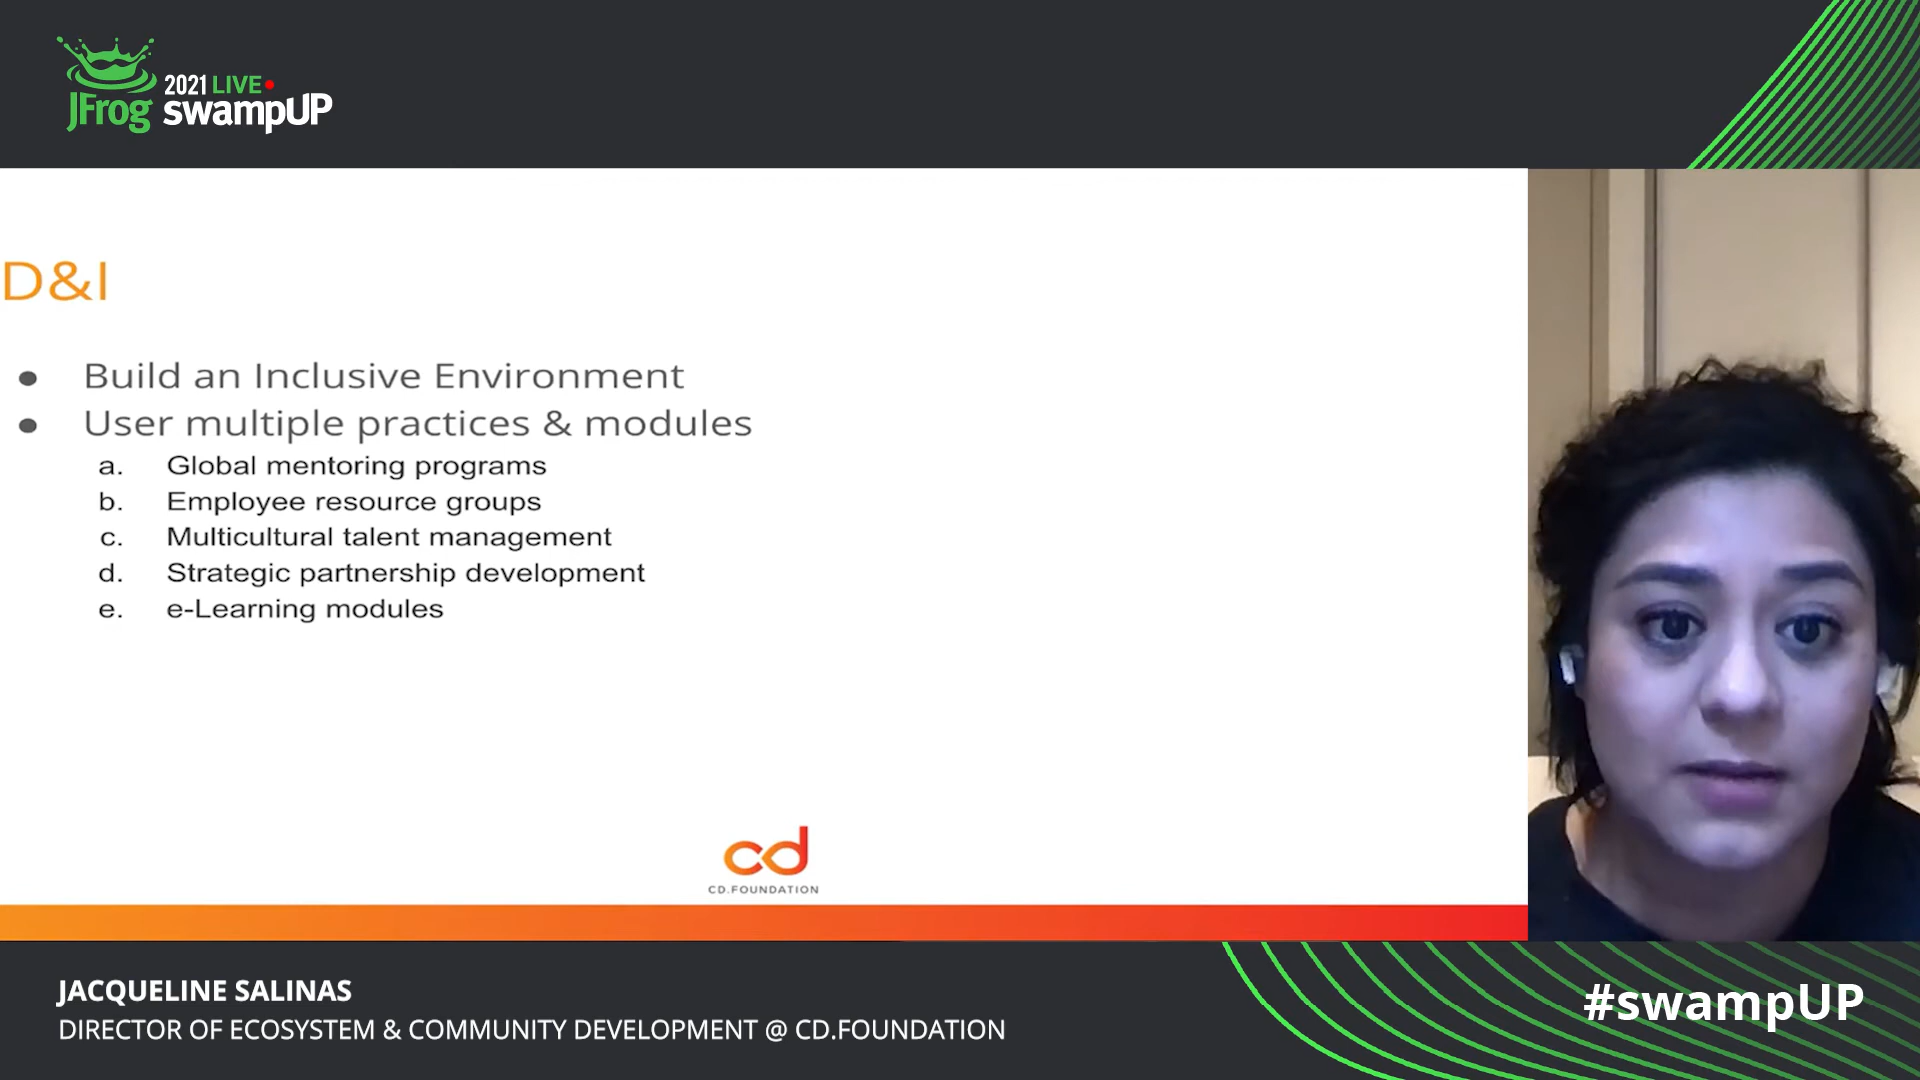 2021 LIVE
JFrog swampUP
D&I
● Build an Inclusive Environment
● User multiple practices & modules
a. Global mentoring programs
b. Employee resource groups
c. Multicultural talent management
d. Strategic partnership development
e. e-Learning modules
cd
CD.FOUNDATION
JACQUELINE SALINAS
DIRECTOR OF ECOSYSTEM & COMMUNITY DEVELOPMENT @ CD.FOUNDATION
#swampUP